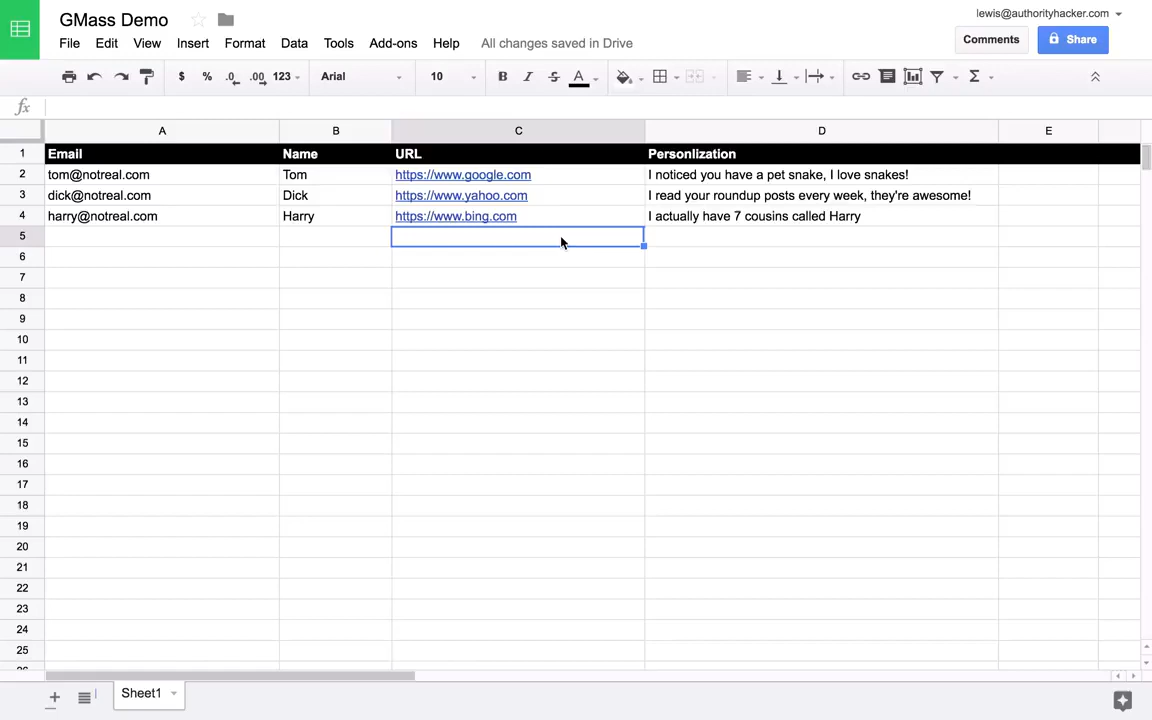 GMass Demo
lewis@authorityhacker.com
File Edit View Insert Format Data Tools Add-ons Help All changes saved in Drive
Comments Share
$ % .0 .00 123 Arial 10 B I S A Σ
fx
A B C D E
1 Email Name URL Personlization
2 tom@notreal.com Tom https://www.google.com I noticed you have a pet snake, I love snakes!
3 dick@notreal.com Dick https://www.yahoo.com I read your roundup posts every week, they're awesome!
4 harry@notreal.com Harry https://www.bing.com I actually have 7 cousins called Harry
5
6
7
8
9
10
11
12
13
14
15
16
17
18
19
20
21
22
23
24
25
Sheet1